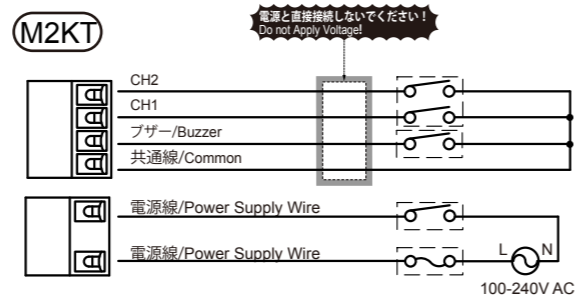 M2KT
電源と直接接続しないでください！
Do not Apply Voltage!
CH2
CH1
ブザー/Buzzer
共通線/Common
電源線/Power Supply Wire
電源線/Power Supply Wire
L N
100-240V AC